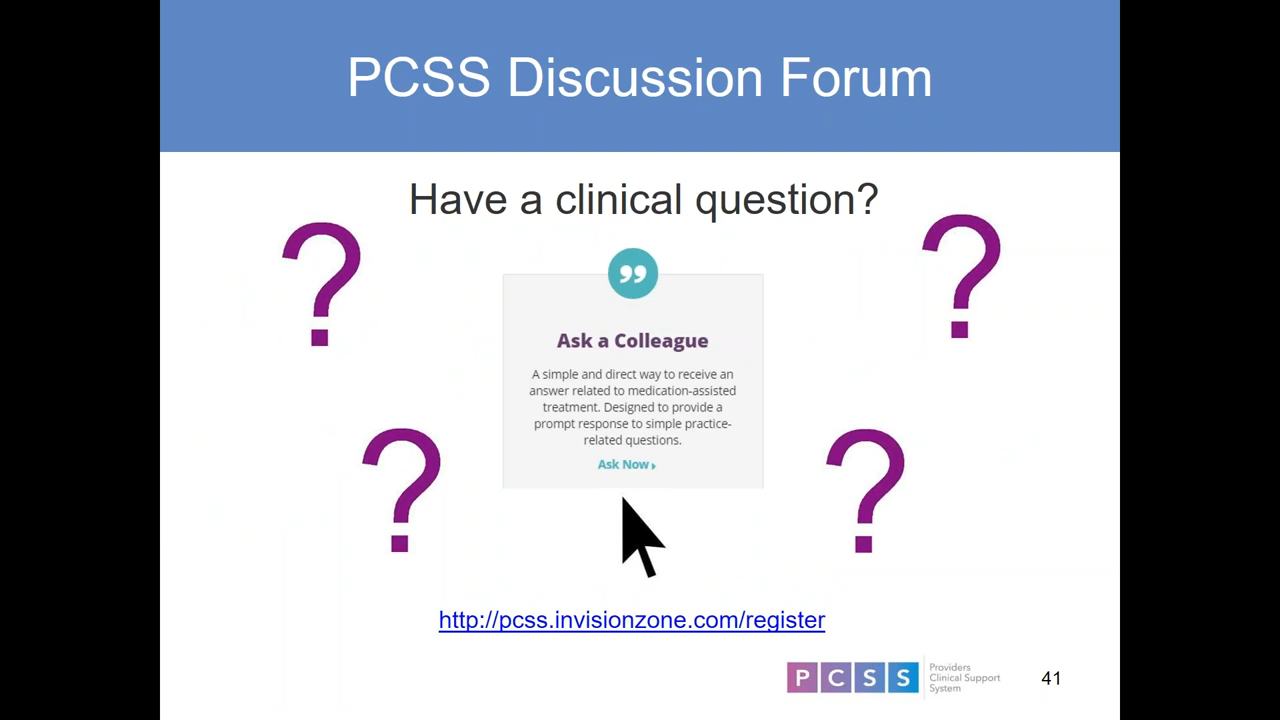 PCSS Discussion Forum
Have a clinical question?
?
?
Ask a Colleague
A simple and direct way to receive an
answer related to medication-assisted
treatment. Designed to provide a
prompt response to simple practice-
related questions.
Ask Now
?
?
http://pcss.invisionzone.com/register
PCSS
Providers
Clinical Support
System
41